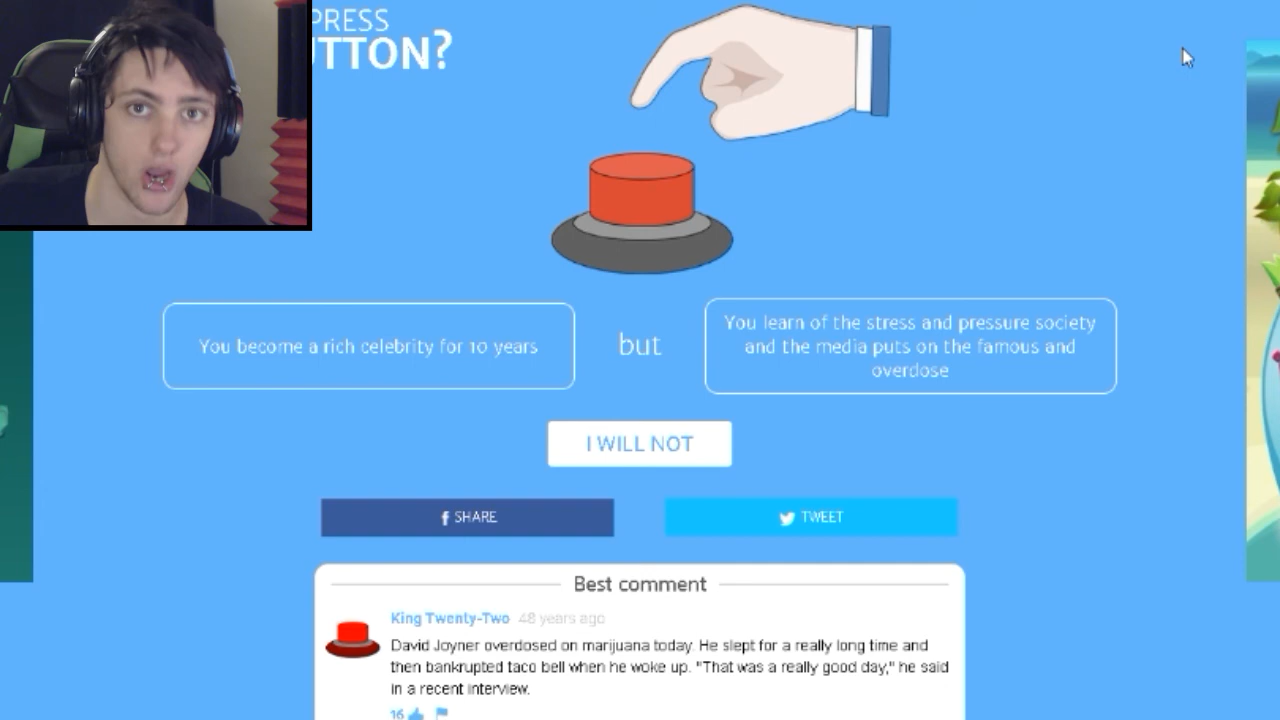 PRESS
UTTON?
You become a rich celebrity for 10 years
but
You learn of the stress and pressure society
and the media puts on the famous and
overdose
I WILL NOT
f SHARE
TWEET
Best comment
King Twenty-Two 48 years ago
David Joyner overdosed on marijuana today. He slept for a really long time and
then bankrupted taco bell when he woke up. "That was a really good day," he said
in a recent interview.
16